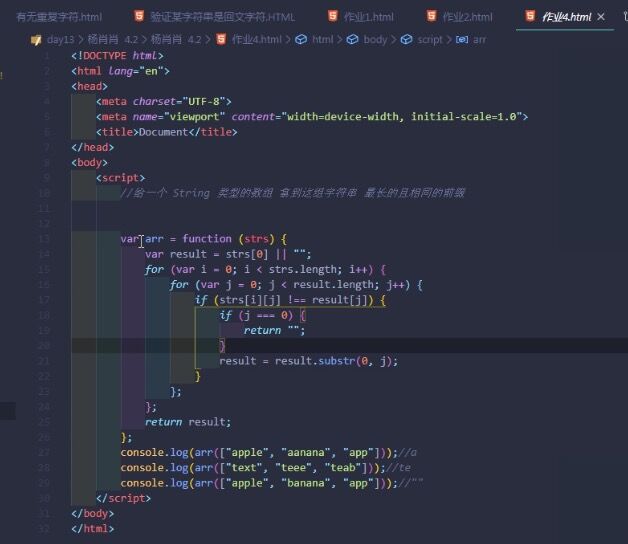 有无重复字符.html 验证某字符串是回文字符.HTML 作业1.html 作业2.html 作业4.html
day13 > 杨肖肖 4.2 > 杨肖肖 4.2 > 作业4.html > html > body > script > arr
1 <!DOCTYPE html>
2 <html lang="en">
3 <head>
4 <meta charset="UTF-8">
5 <meta name="viewport" content="width=device-width, initial-scale=1.0">
6 <title>Document</title>
7 </head>
8 <body>
9 <script>
10 //给一个 String 类型的数组 拿到这组字符串 最长的且相同的前缀
11
12
13 var arr = function (strs) {
14 var result = strs[0] || "";
15 for (var i = 0; i < strs.length; i++) {
16 for (var j = 0; j < result.length; j++) {
17 if (strs[i][j] !== result[j]) {
18 if (j === 0) {
19 return "";
20 }
21 result = result.substr(0, j);
22 }
23 };
24 };
25 return result;
26 };
27 console.log(arr(["apple", "aanana", "app"]));//a
28 console.log(arr(["text", "teee", "teab"]));//te
29 console.log(arr(["apple", "banana", "app"]));//""
30 </script>
31 </body>
32 </html>